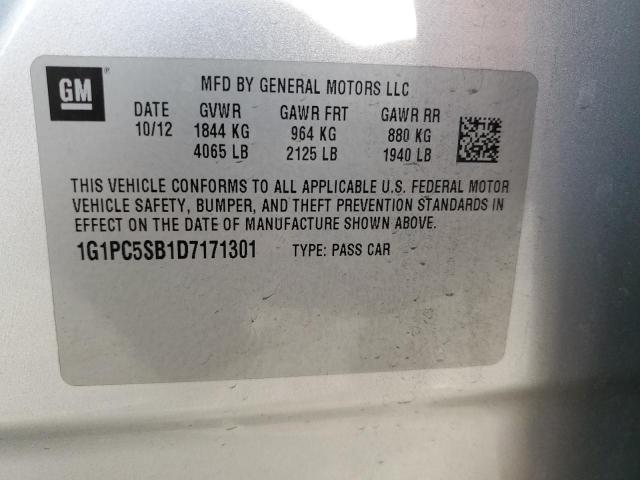 GM
MFD BY GENERAL MOTORS LLC
DATE GVWR GAWR FRT GAWR RR
10/12 1844 KG 964 KG 880 KG
4065 LB 2125 LB 1940 LB
THIS VEHICLE CONFORMS TO ALL APPLICABLE U.S. FEDERAL MOTOR
VEHICLE SAFETY, BUMPER, AND THEFT PREVENTION STANDARDS IN
EFFECT ON THE DATE OF MANUFACTURE SHOWN ABOVE.
1G1PC5SB1D7171301 TYPE: PASS CAR